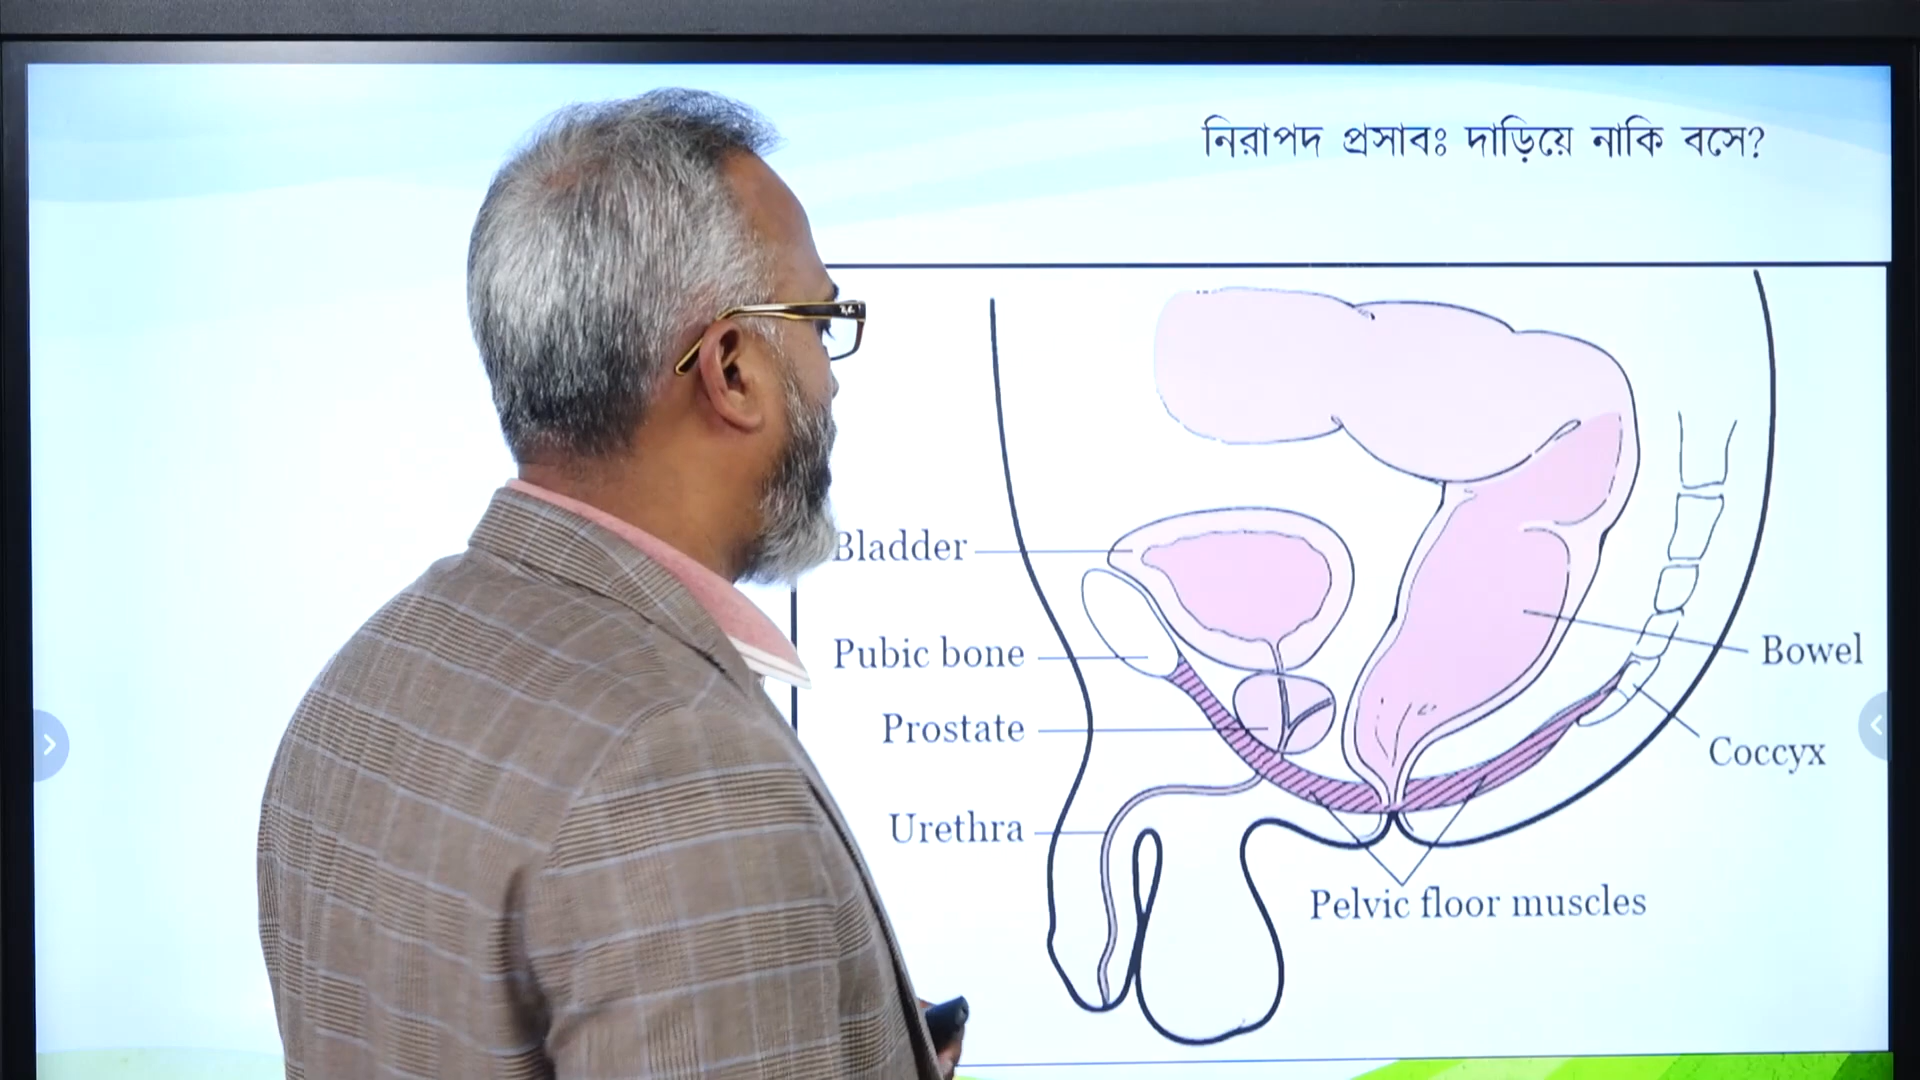 নিরাপদ প্রসাবঃ দাড়িয়ে নাকি বসে?
Bladder
Pubic bone
Bowel
Prostate
Coccyx
Urethra
Pelvic floor muscles